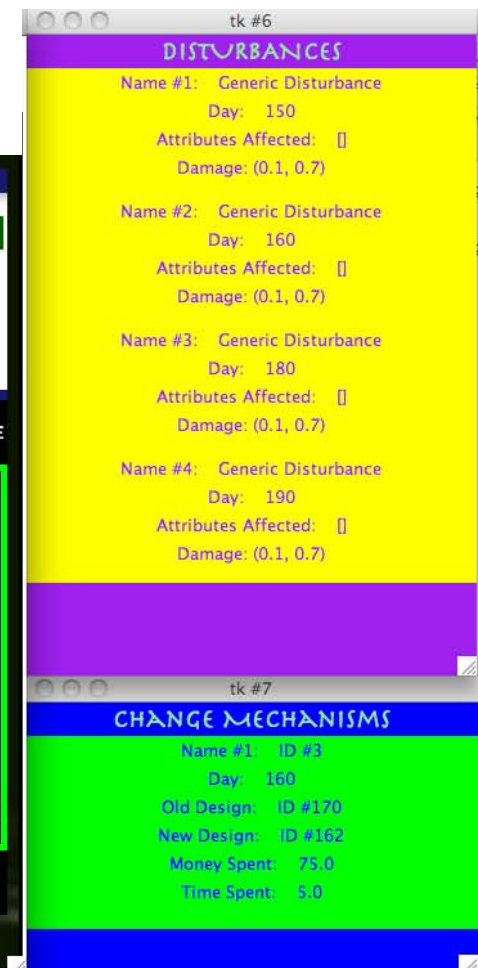 tk #6
DISTURBANCES
Name #1: Generic Disturbance
Day: 150
Attributes Affected: []
Damage: (0.1, 0.7)
Name #2: Generic Disturbance
Day: 160
Attributes Affected: []
Damage: (0.1, 0.7)
Name #3: Generic Disturbance
Day: 180
Attributes Affected: []
Damage: (0.1, 0.7)
Name #4: Generic Disturbance
Day: 190
Attributes Affected: []
Damage: (0.1, 0.7)
tk #7
CHANGE MECHANISMS
Name #1: ID #3
Day: 160
Old Design: ID #170
New Design: ID #162
Money Spent: 75.0
Time Spent: 5.0